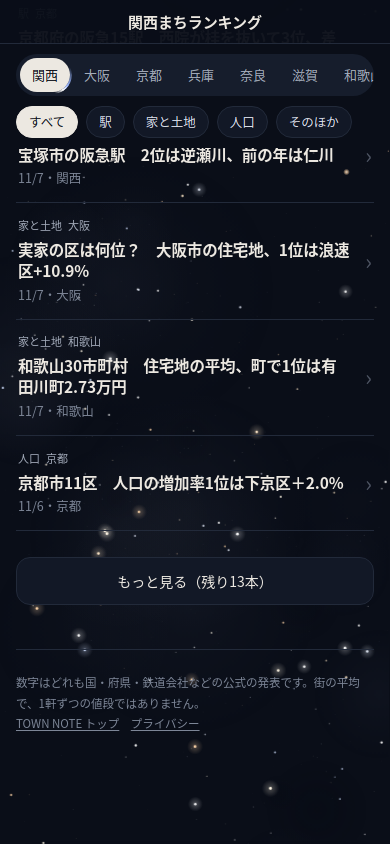 関西まちランキング
関西
大阪
京都
兵庫
奈良
滋賀
すべて
駅
家と土地
人口
そのほか
宝塚市の阪急駅　2位は逆瀬川、前の年は仁川
11/7・関西
家と土地 大阪
実家の区は何位？　大阪市の住宅地、1位は浪速
区+10.9%
11/7・大阪
家と土地 和歌山
和歌山30市町村　住宅地の平均、町で1位は有
田川町2.73万円
11/7・和歌山
人口 京都
京都市11区　人口の増加率1位は下京区＋2.0%
11/6・京都
もっと見る（残り13本）
数字はどれも国・府県・鉄道会社などの公式の発表です。街の平均
で、1軒ずつの値段ではありません。
TOWN NOTE トップ　プライバシー